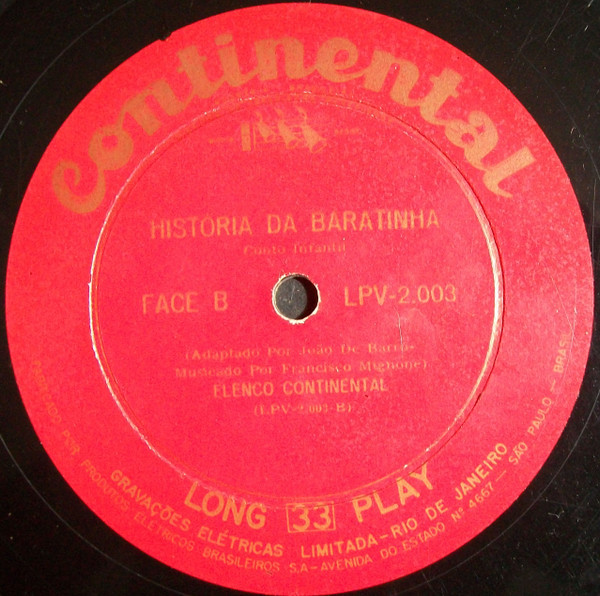 Continental
HISTORIA DA BARATINHA
Conto Infantil
FACE B
LPV-2.003
(Adaptado Por João De Barro-
Musicado Por Francisco Mignone)
ELENCO CONTINENTAL
(LPV-2.003-B)
LONG 33 PLAY
GRAVAÇÕES ELÉTRICAS LIMITADA - RIO DE JANEIRO
FABRICADO POR PRODUTOS ELÉTRICOS BRASILEIROS S.A - AVENIDA DO ESTADO Nº 4667 - SÃO PAULO - BRASIL